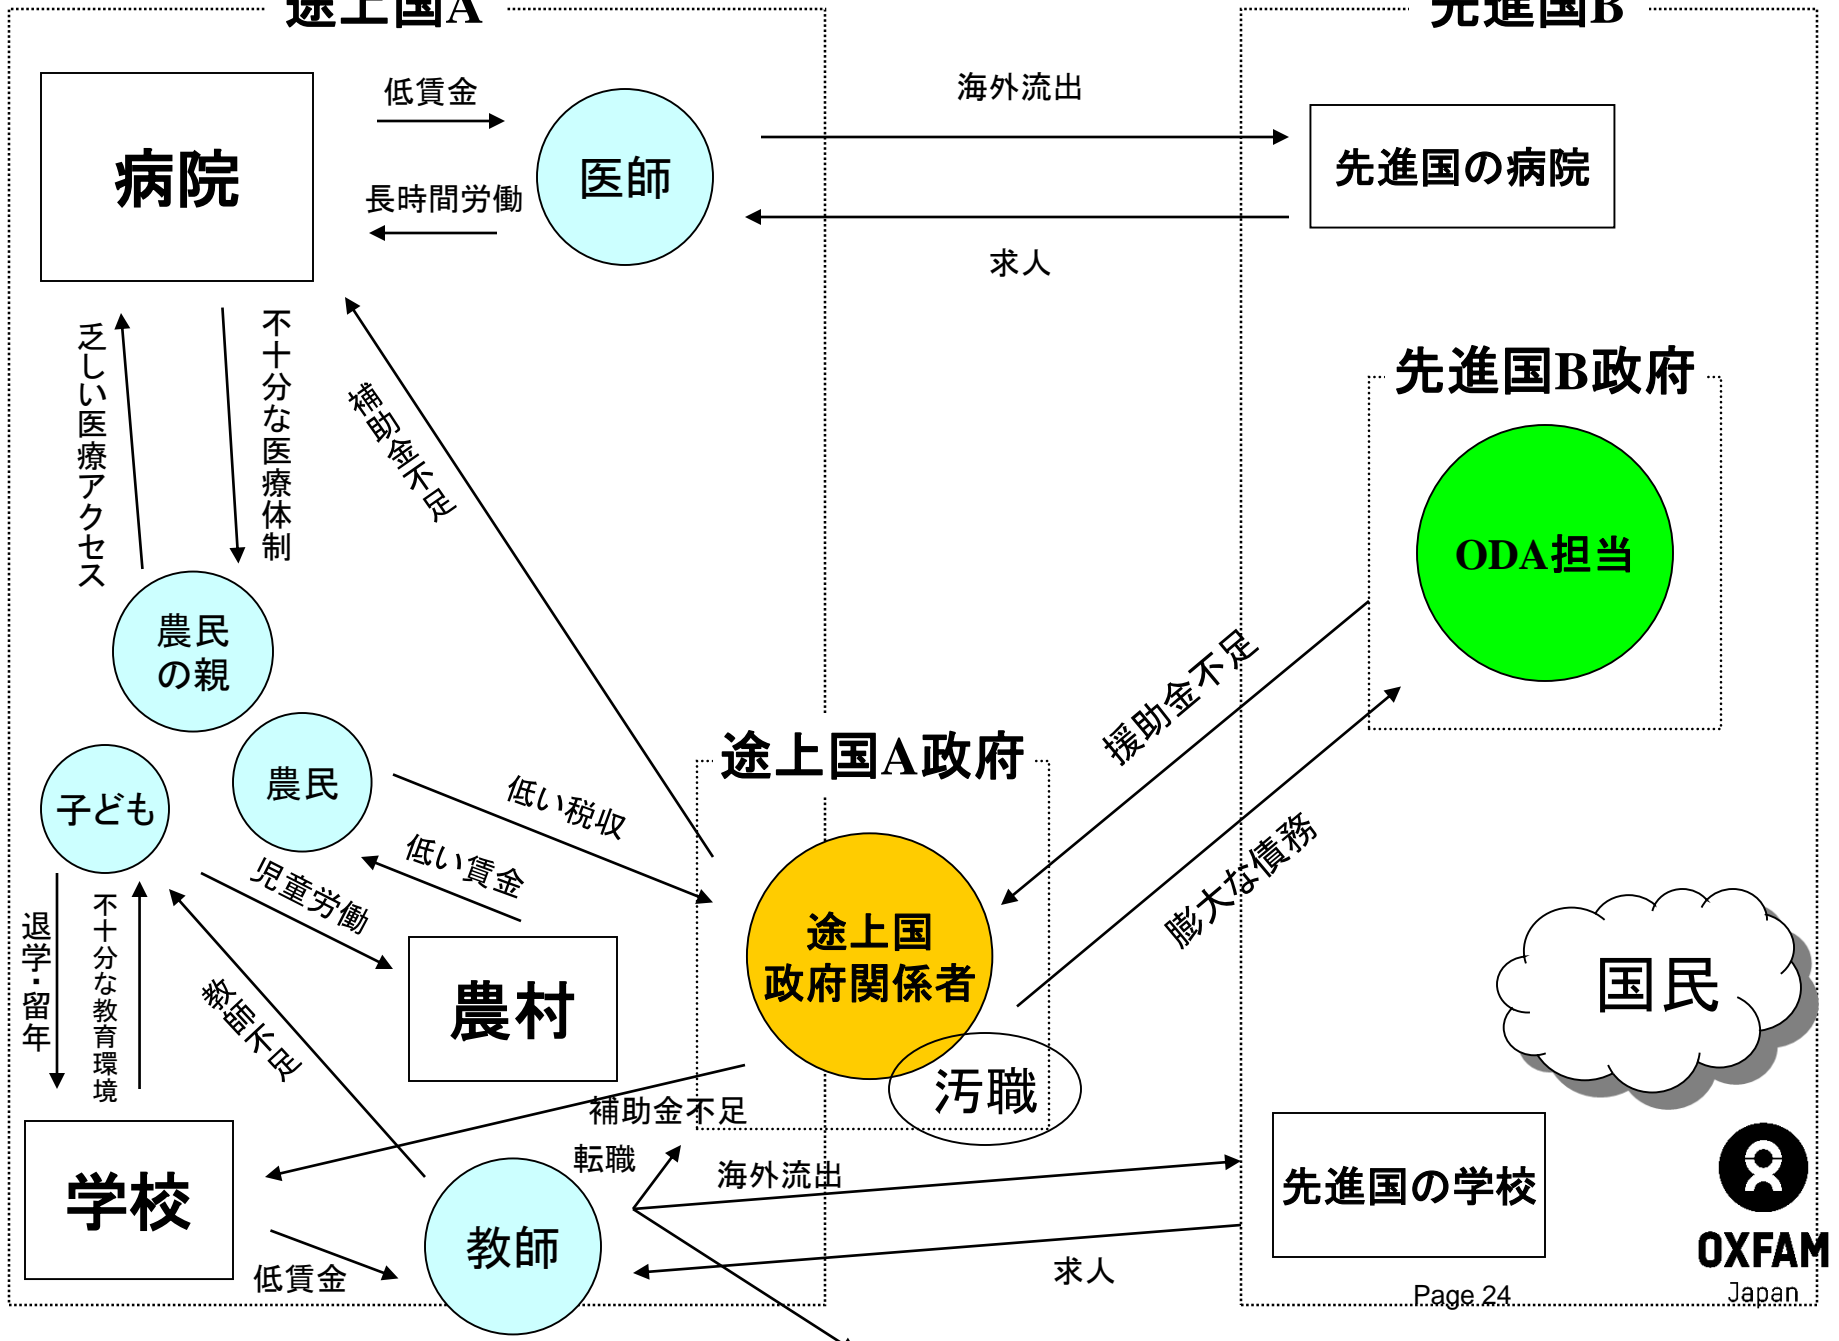 途上国A
先進国B
低賃金
海外流出
病院
医師
先進国の病院
長時間労働
求人
乏しい医療アクセス
不十分な医療体制
補助金不足
先進国B政府
ODA担当
農民
の親
援助金不足
途上国A政府
子ども
農民
低い税収
低い賃金
児童労働
膨大な債務
途上国
政府関係者
退学・留年
不十分な教育環境
教師不足
農村
国民
汚職
補助金不足
転職
海外流出
学校
教師
先進国の学校
低賃金
求人
OXFAM
Japan
Page 24